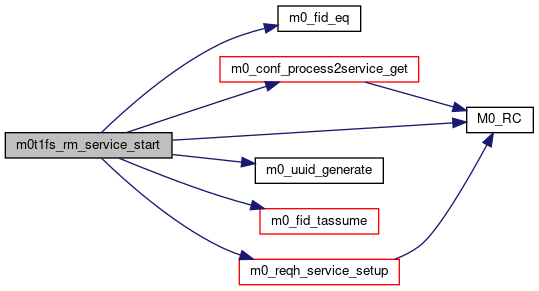 m0_fid_eq
m0_conf_process2service_get
M0_RC
m0t1fs_rm_service_start
m0_uuid_generate
m0_fid_tassume
m0_reqh_service_setup